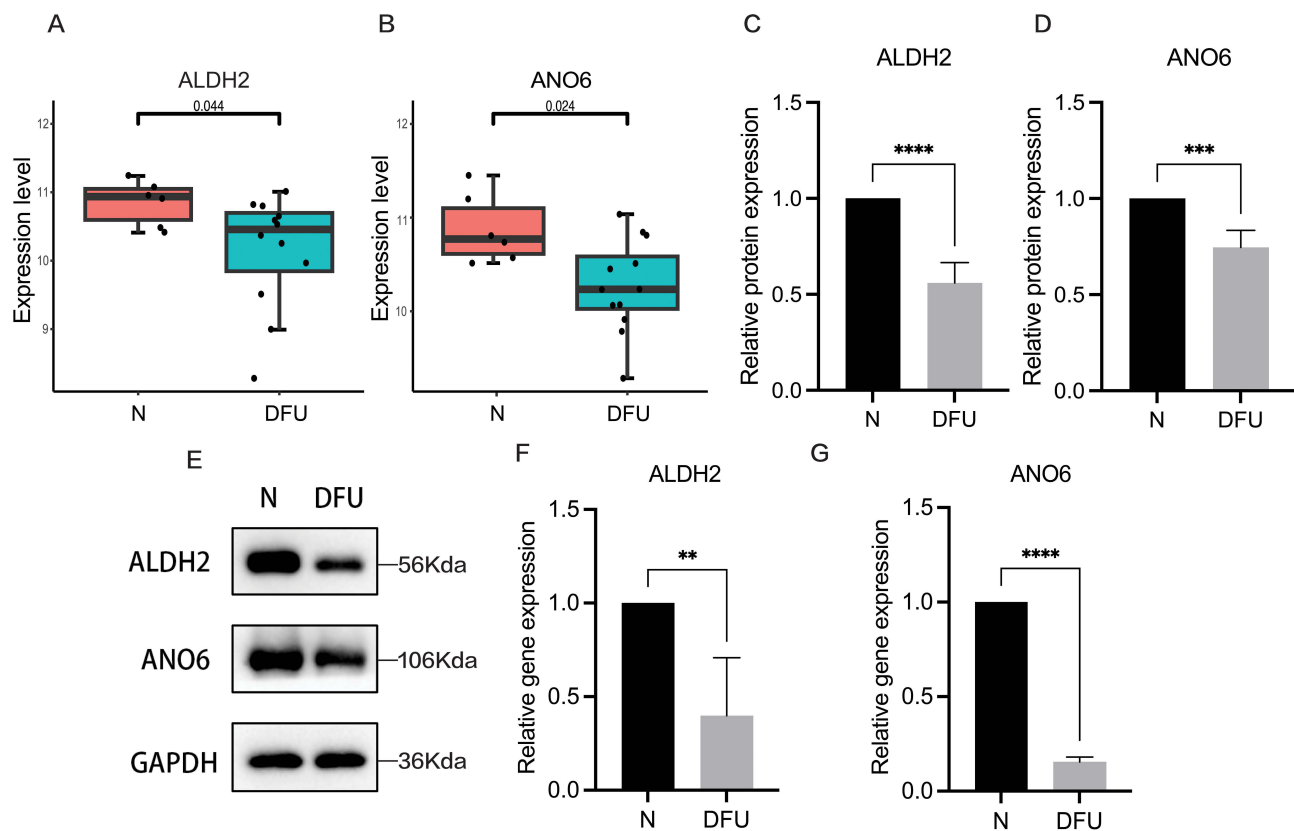 A
ALDH2
0.044
Expression level
12
11
10
9
N
DFU
B
ANO6
0.024
Expression level
12
11
10
N
DFU
C
ALDH2
Relative protein expression
1.5
1.0
0.5
0.0
****
N
DFU
D
ANO6
Relative protein expression
1.5
1.0
0.5
0.0
***
N
DFU
E
N DFU
ALDH2 56Kda
ANO6 106Kda
GAPDH 36Kda
F
ALDH2
Relative gene expression
1.5
1.0
0.5
0.0
**
N
DFU
G
ANO6
Relative gene expression
1.5
1.0
0.5
0.0
****
N
DFU